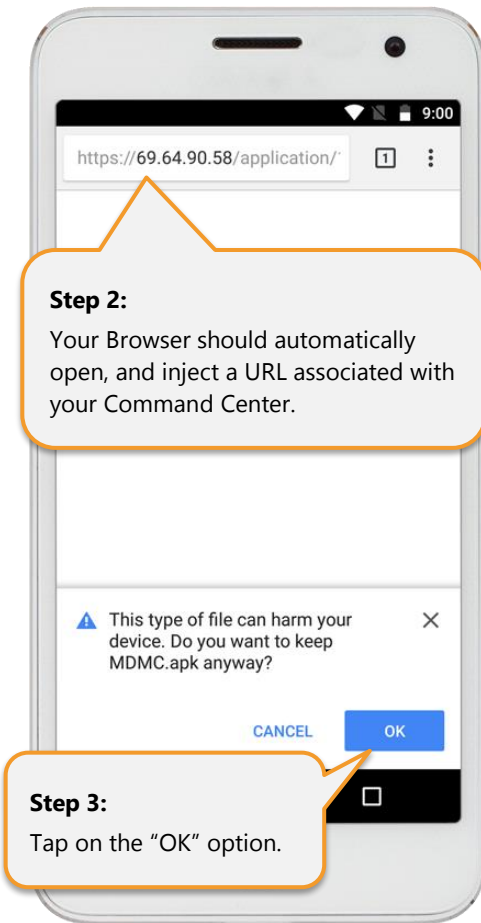 9:00
https://69.64.90.58/application/
1
Step 2:
Your Browser should automatically
open, and inject a URL associated with
your Command Center.
This type of file can harm your
device. Do you want to keep
MDMC.apk anyway?
CANCEL
OK
Step 3:
Tap on the “OK” option.